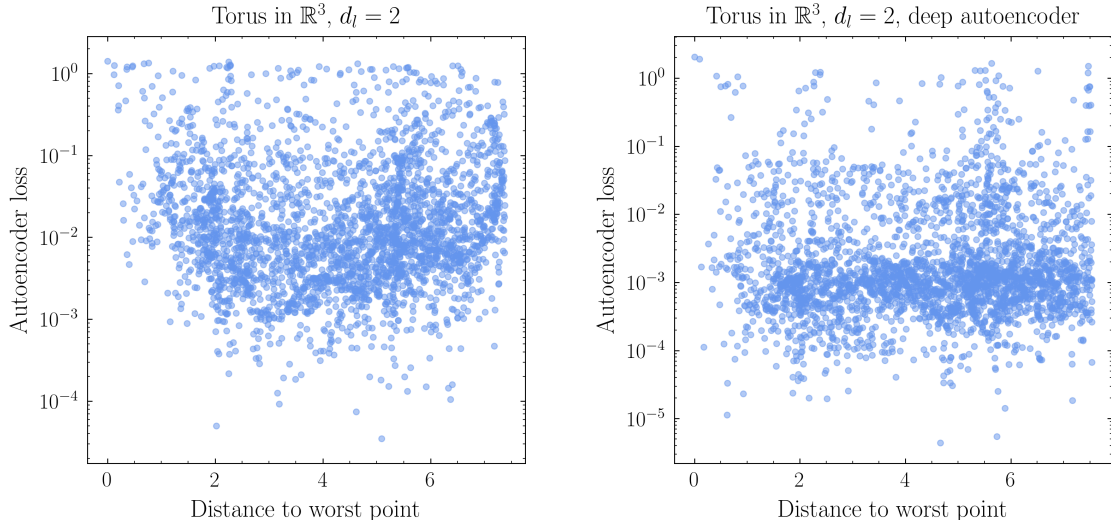 Torus in ℝ³, d_l = 2
Autoencoder loss
10⁰
10⁻¹
10⁻²
10⁻³
10⁻⁴
0 2 4 6
Distance to worst point
Torus in ℝ³, d_l = 2, deep autoencoder
Autoencoder loss
10⁰
10⁻¹
10⁻²
10⁻³
10⁻⁴
10⁻⁵
0 2 4 6
Distance to worst point